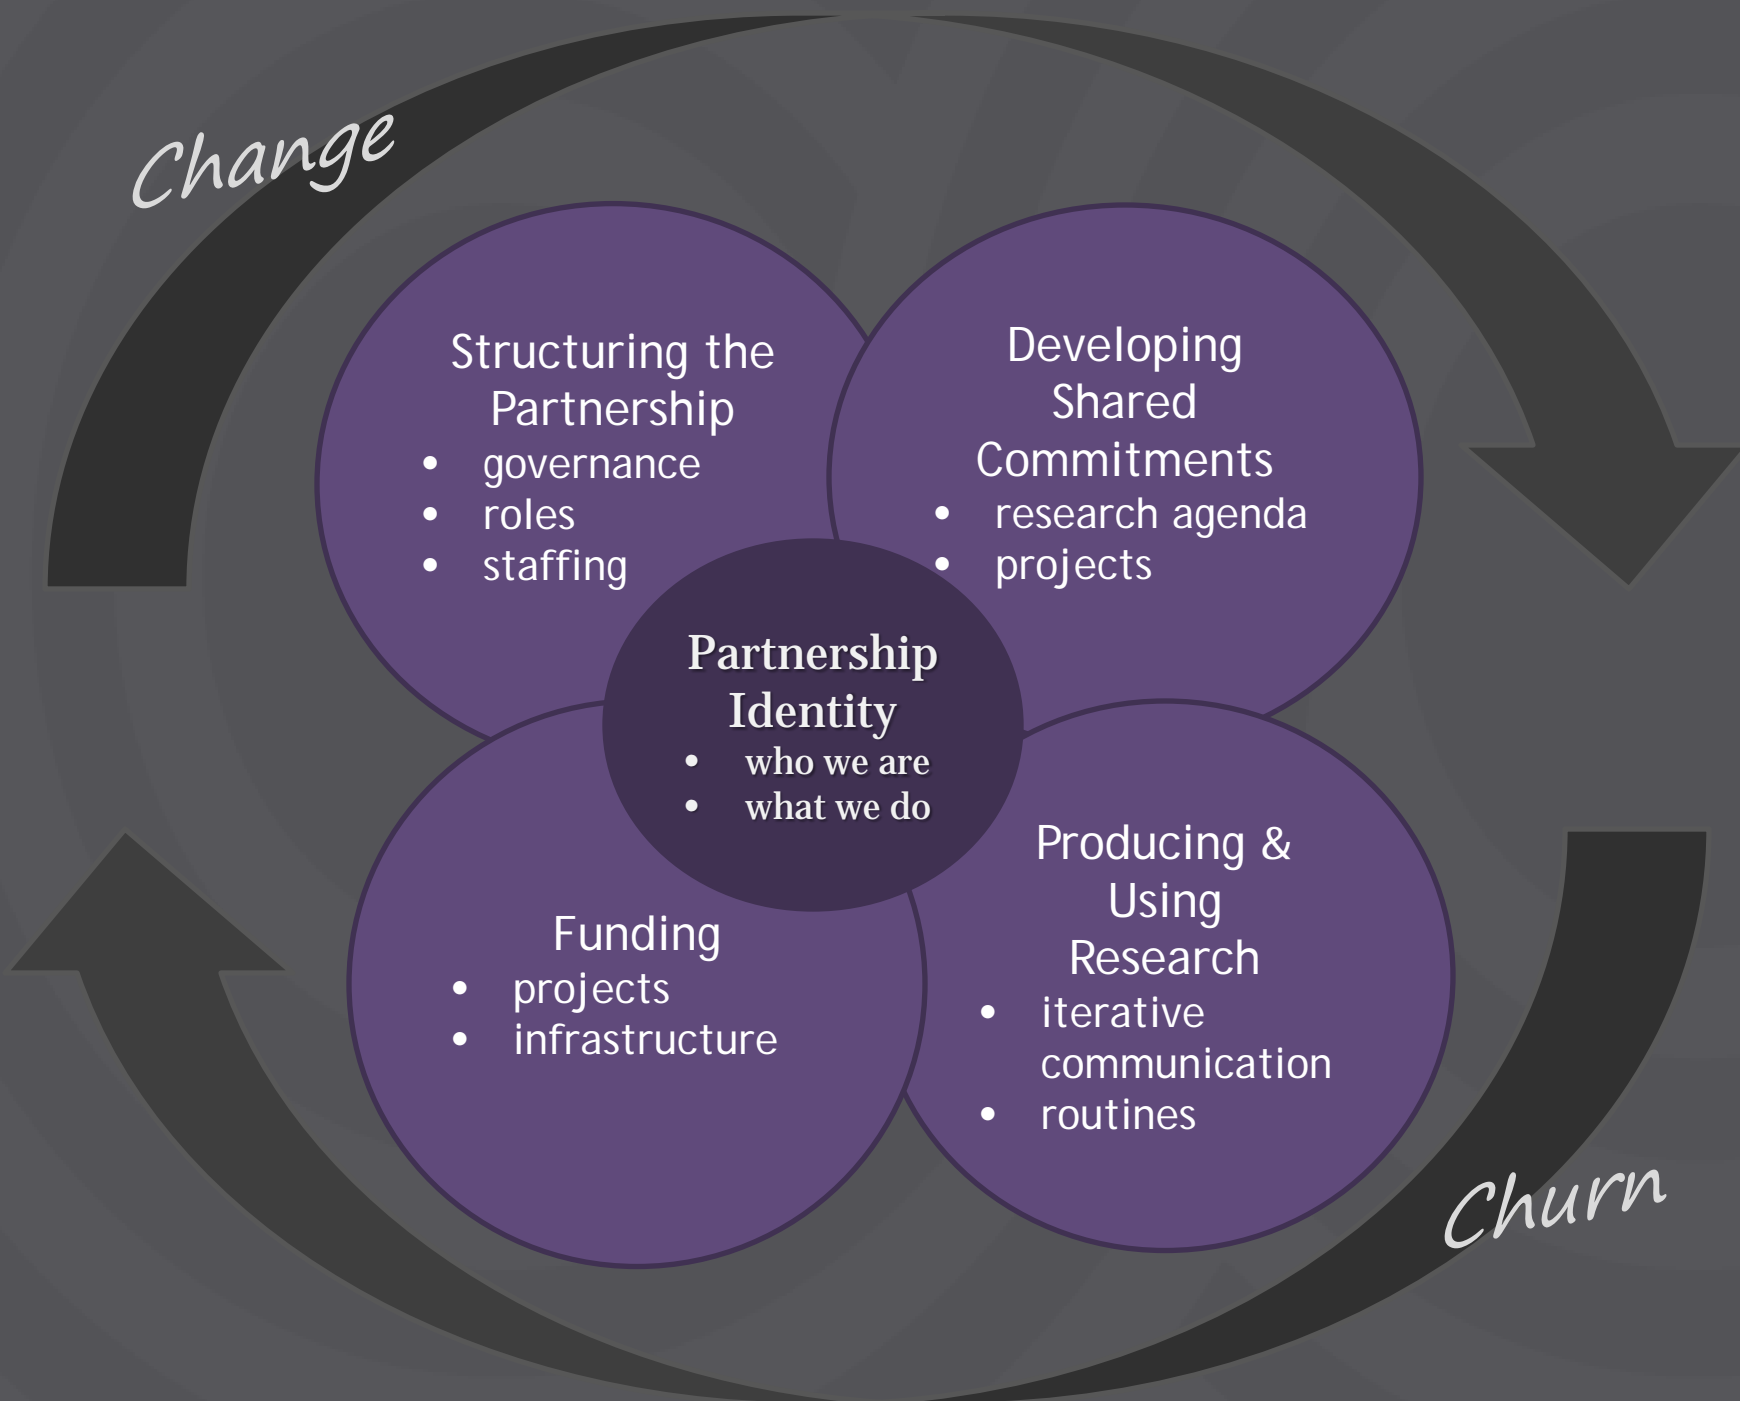 Change
Structuring the
Partnership
• governance
• roles
• staffing
Developing
Shared
Commitments
• research agenda
• projects
Partnership
Identity
• who we are
• what we do
Funding
• projects
• infrastructure
Producing &
Using
Research
• iterative
communication
• routines
Churn